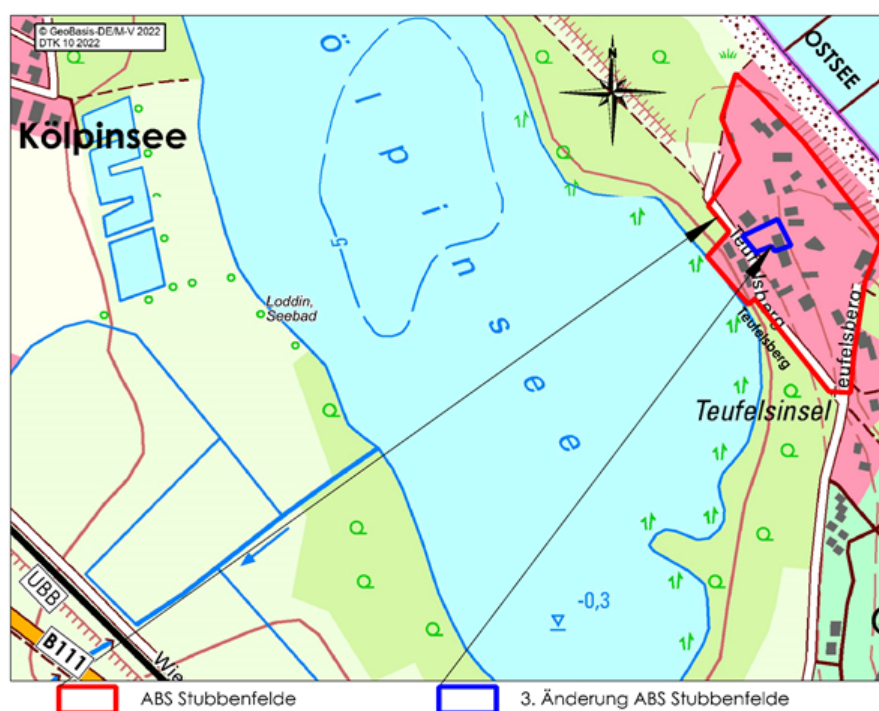 © GeoBasis-DE/M-V 2022
DTK 10 2022
N
OSTSEE
Kölpinsee
ö l p i n s e e
5
Loddin,
Seebad
Teufelsberg
Teufelsberg
Teufelsberg
Teufelsinsel
-0,3
UBB
B111
Wie
ABS Stubbenfelde
3. Änderung ABS Stubbenfelde